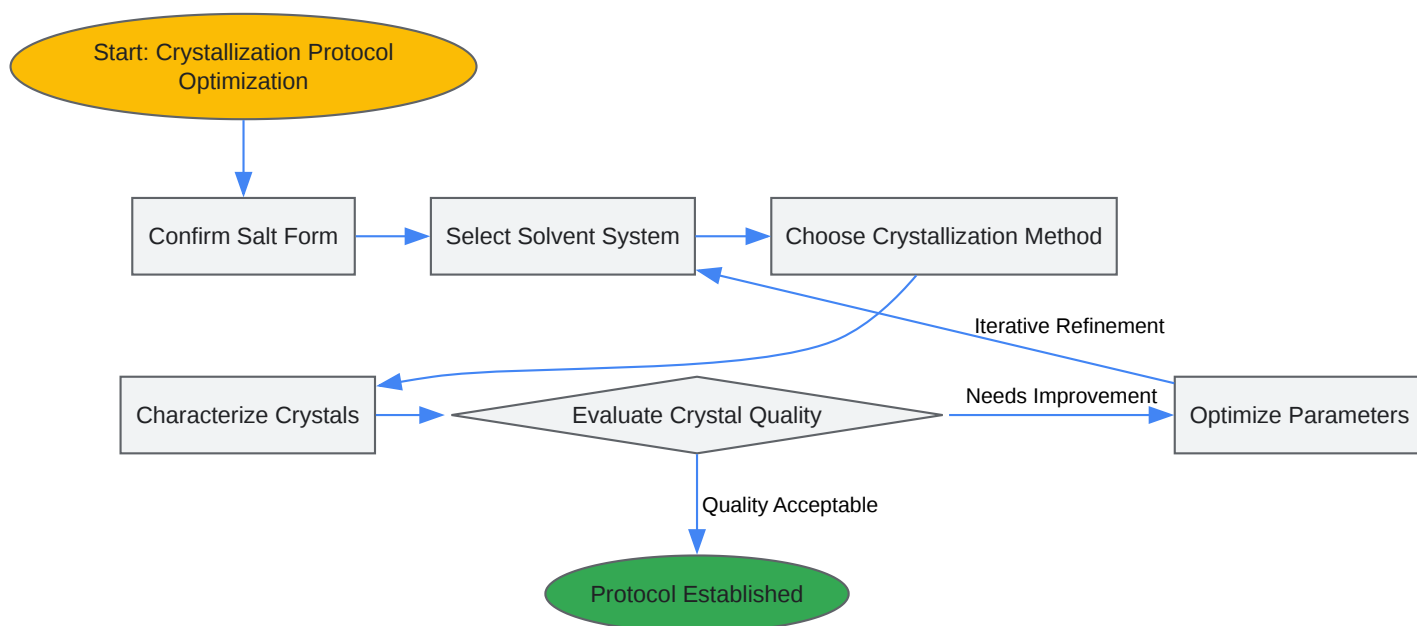 Start: Crystallization Protocol
Optimization
Confirm Salt Form
Select Solvent System
Choose Crystallization Method
Iterative Refinement
Characterize Crystals
Evaluate Crystal Quality
Needs Improvement
Optimize Parameters
Quality Acceptable
Protocol Established